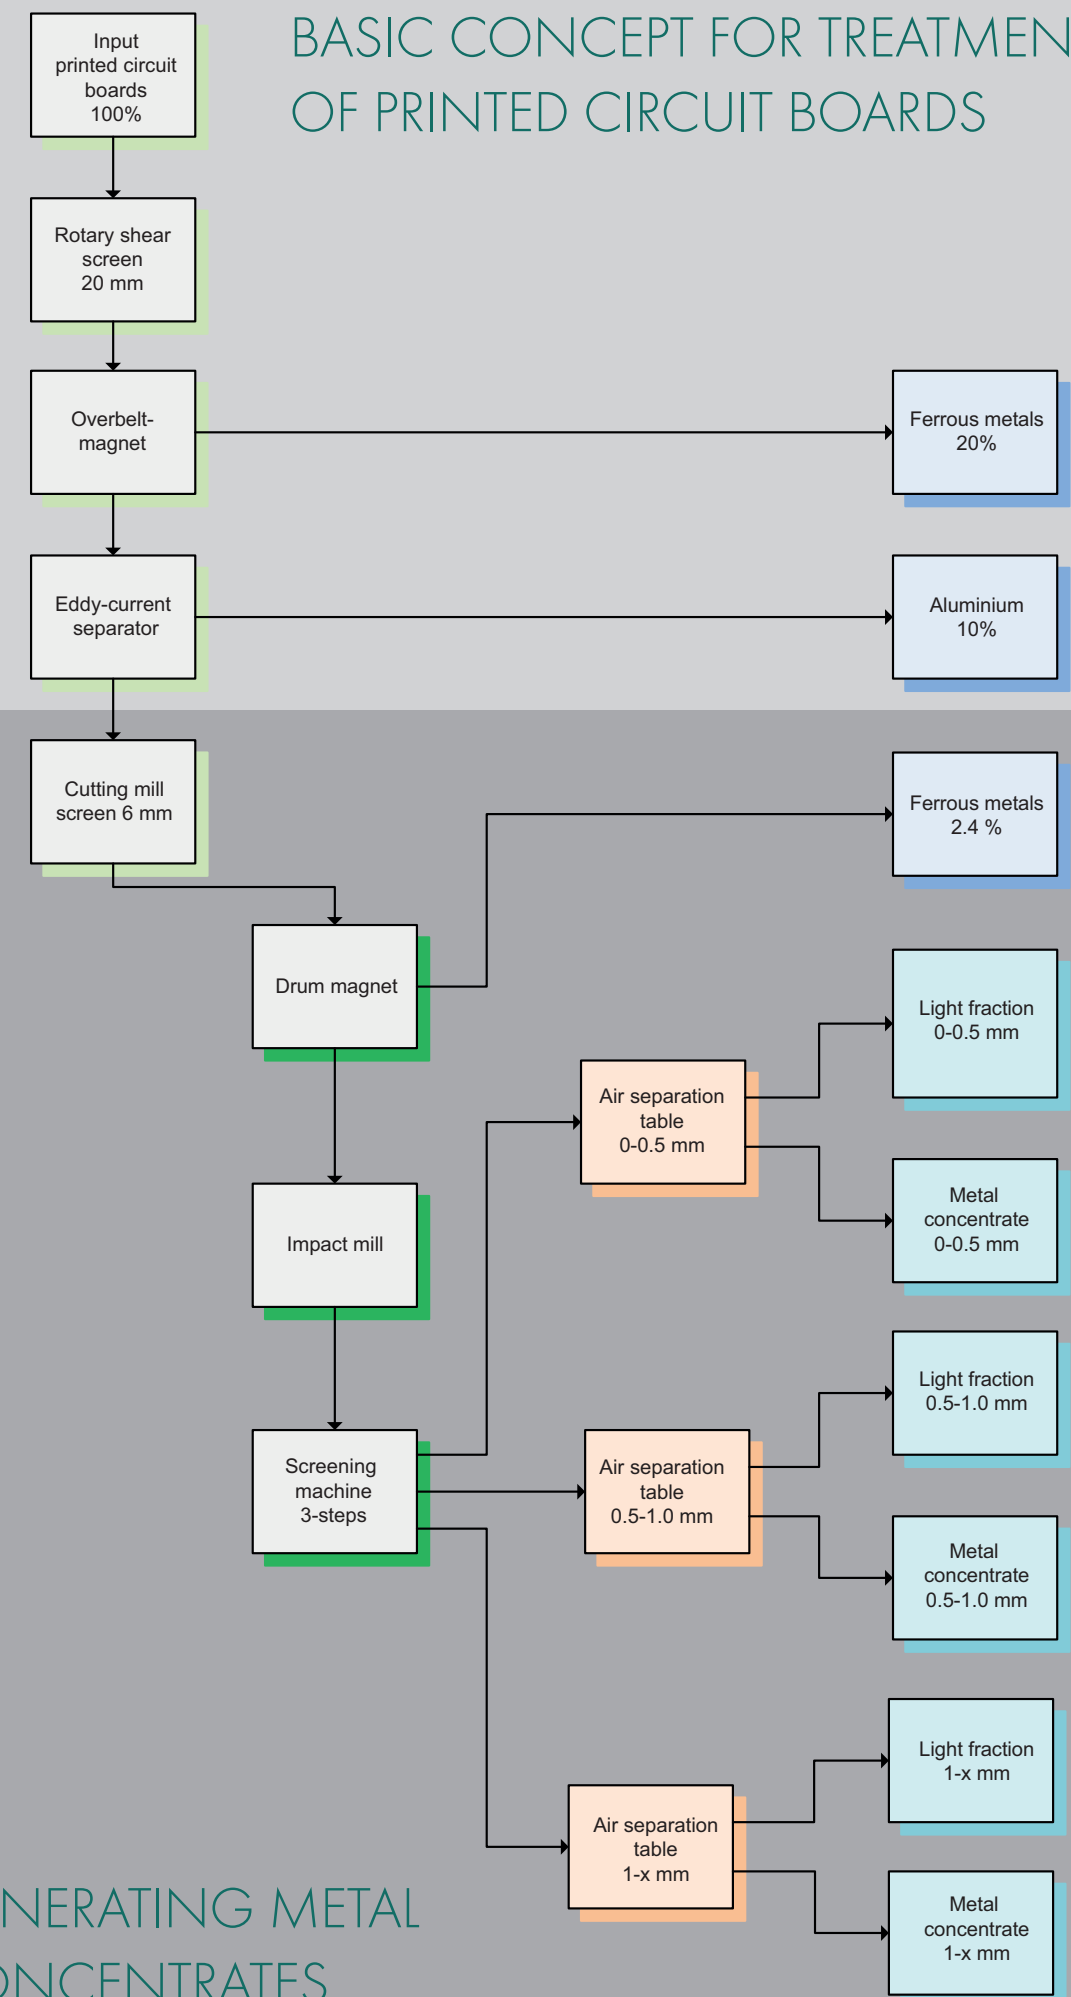 BASIC CONCEPT FOR TREATMEN
OF PRINTED CIRCUIT BOARDS
Input
printed circuit
boards
100%
Rotary shear
screen
20 mm
Overbelt-
magnet
Ferrous metals
20%
Eddy-current
separator
Aluminium
10%
Cutting mill
screen 6 mm
Ferrous metals
2.4 %
Drum magnet
Light fraction
0-0.5 mm
Air separation
table
0-0.5 mm
Metal
concentrate
0-0.5 mm
Impact mill
Light fraction
0.5-1.0 mm
Screening
machine
3-steps
Air separation
table
0.5-1.0 mm
Metal
concentrate
0.5-1.0 mm
Light fraction
1-x mm
Air separation
table
1-x mm
Metal
concentrate
1-x mm
NERATING METAL
ONCENTRATES